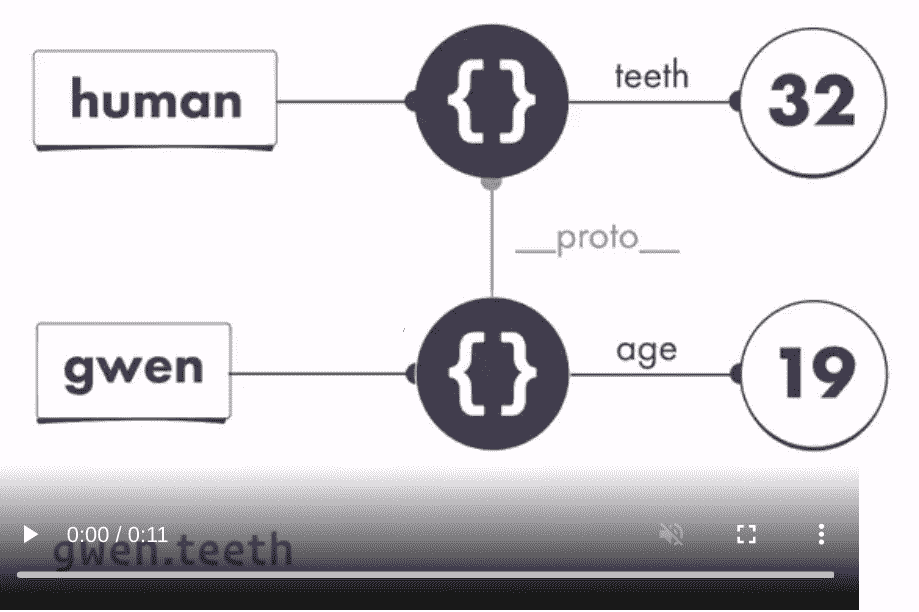 human
{}
teeth
32
__proto__
gwen
{}
age
19
0:00 / 0:11
gwen.teeth